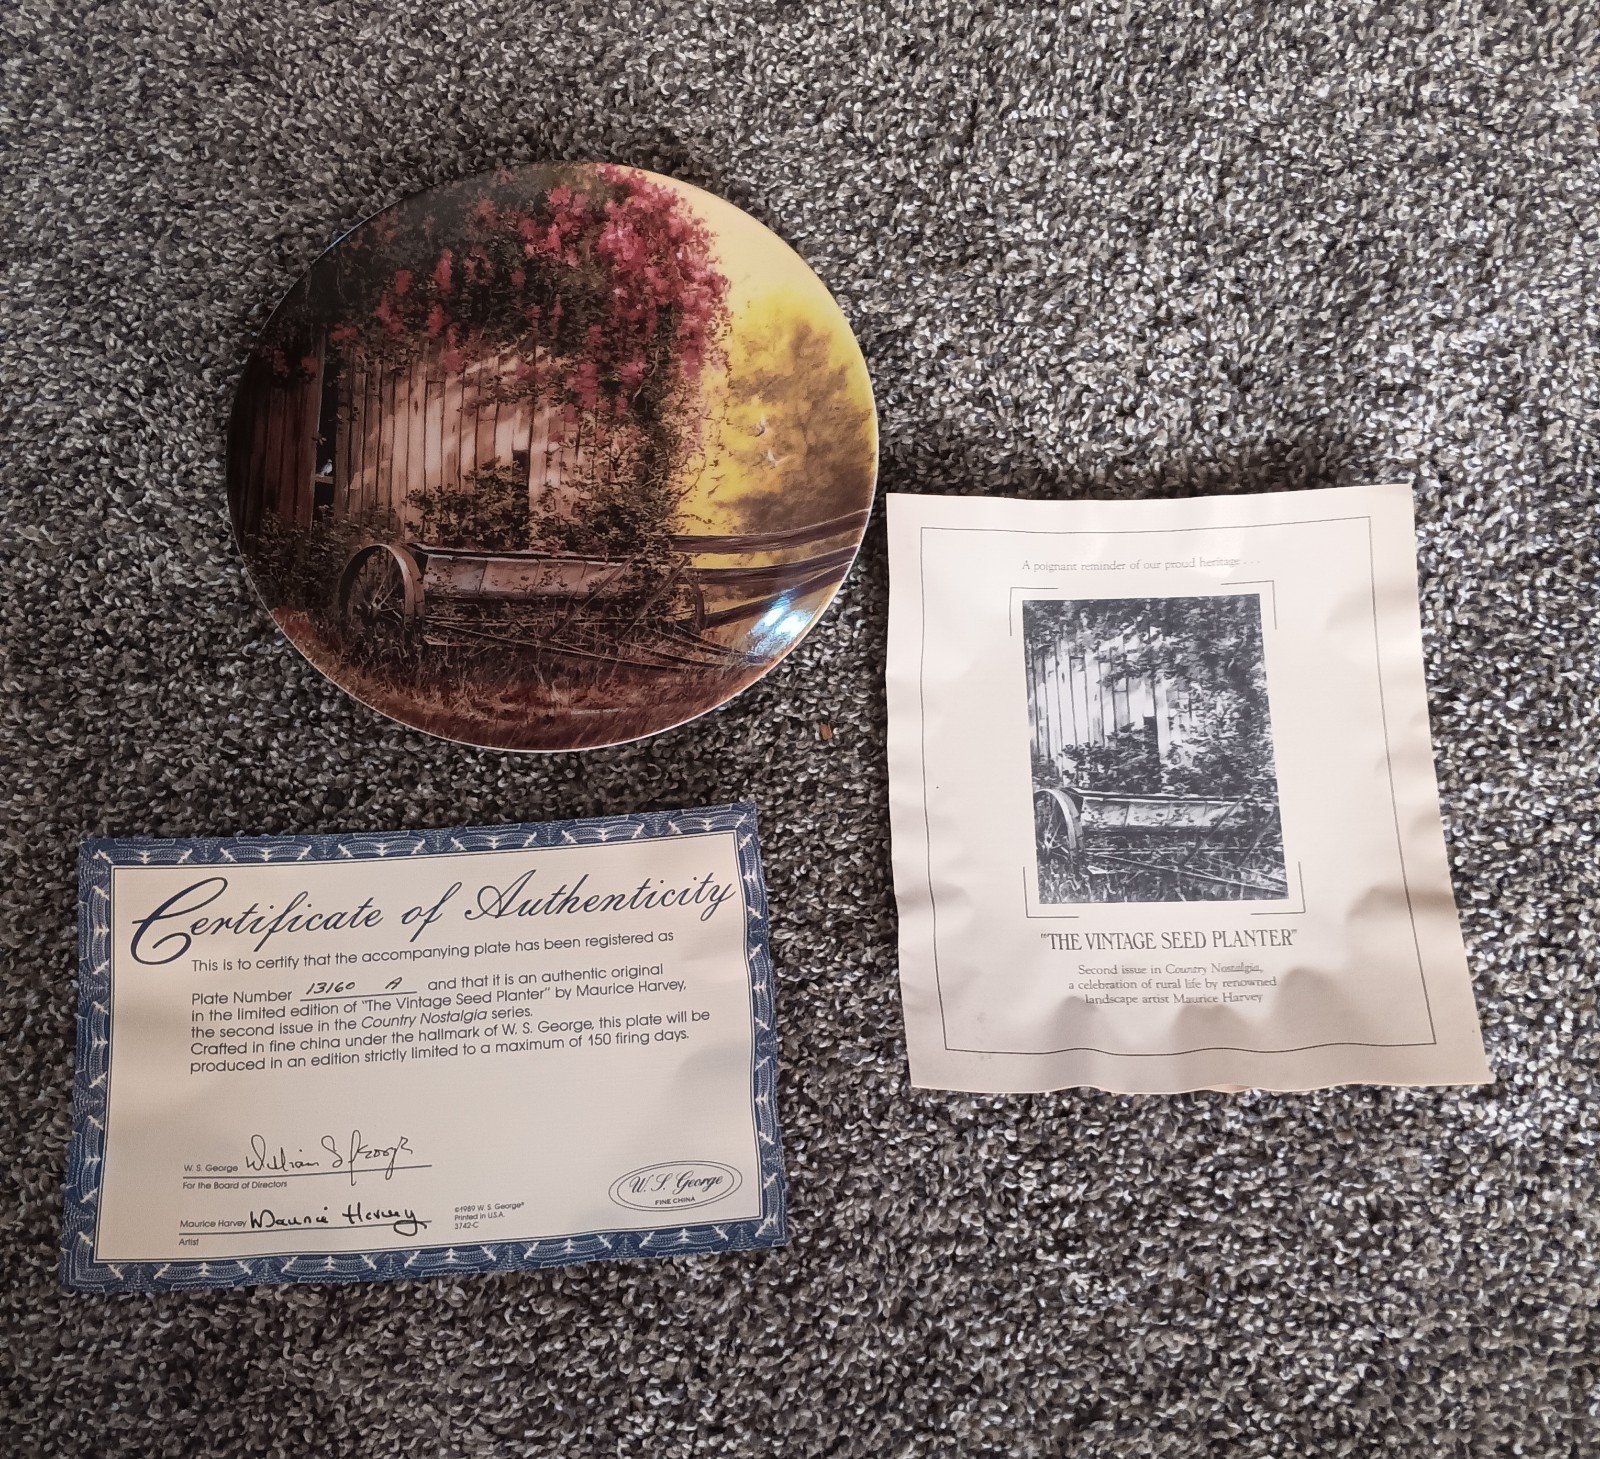 A poignant reminder of our proud heritage . . .
"THE VINTAGE SEED PLANTER"
Second issue in Country Nostalgia,
a celebration of rural life by renowned
landscape artist Maurice Harvey
Certificate of Authenticity
This is to certify that the accompanying plate has been registered as
Plate Number 13160 A and that it is an authentic original
in the limited edition of "The Vintage Seed Planter" by Maurice Harvey,
the second issue in the Country Nostalgia series.
Crafted in fine china under the hallmark of W. S. George, this plate will be
produced in an edition strictly limited to a maximum of 150 firing days.
W. S. George William S George
For the Board of Directors
Maurice Harvey Maurice Harvey
Artist
©1989 W. S. George®
Printed in U.S.A.
3742-C
W. S. George
FINE CHINA